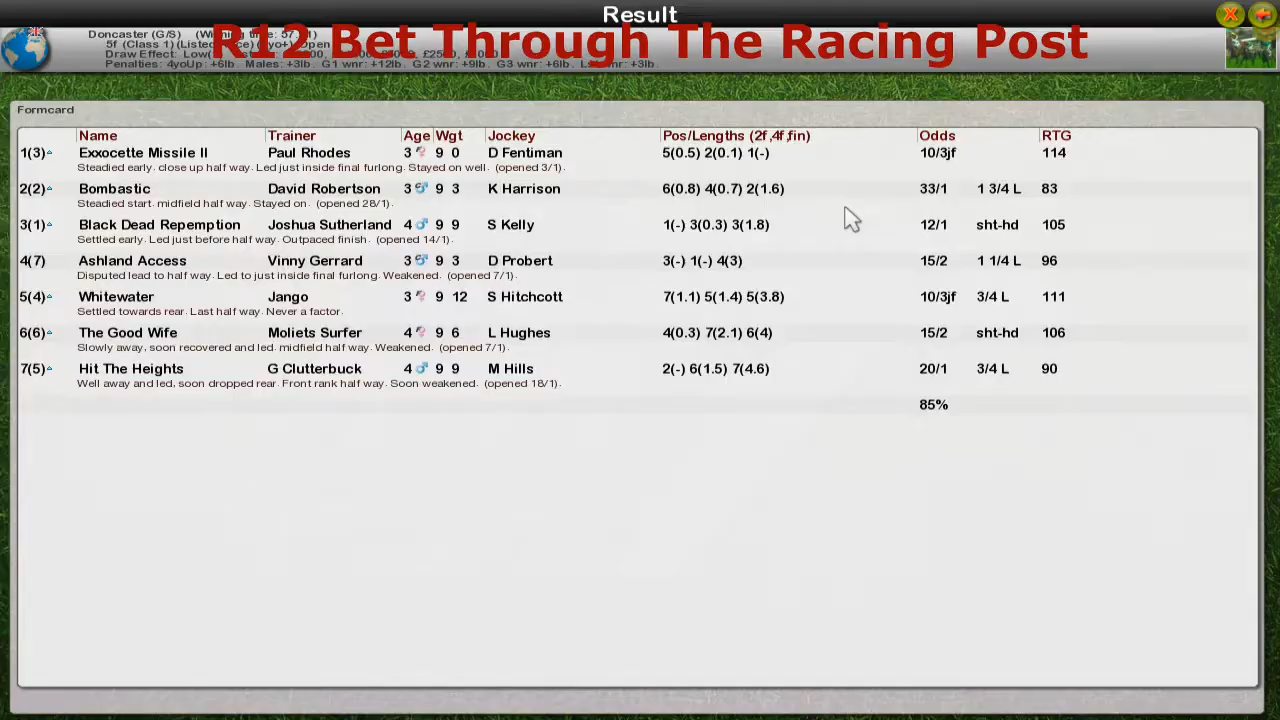 Result
R12 Bet Through The Racing Post
Doncaster (G/S)
5f (Class 1)
Penalties: 4yoUp: +6lb. Males: +3lb. G1 wnr: +12lb. G2 wnr: +9lb. G3 wnr: +6lb. wnr: +3lb.
Formcard
Name Trainer Age Wgt Jockey Pos/Lengths (2f,4f,fin) Odds RTG
1(3) Exxocette Missile II Paul Rhodes 3 9 0 D Fentiman 5(0.5) 2(0.1) 1(-) 10/3jf 114
Steadied early. close up half way. Led just inside final furlong. Stayed on well. (opened 3/1).
2(2) Bombastic David Robertson 3 9 3 K Harrison 6(0.8) 4(0.7) 2(1.6) 33/1 1 3/4 L 83
Steadied start. midfield half way. Stayed on. (opened 28/1).
3(1) Black Dead Repemption Joshua Sutherland 4 9 9 S Kelly 1(-) 3(0.3) 3(1.8) 12/1 sht-hd 105
Settled early. Led just before half way. Outpaced finish. (opened 14/1).
4(7) Ashland Access Vinny Gerrard 3 9 3 D Probert 3(-) 1(-) 4(3) 15/2 1 1/4 L 96
Disputed lead to half way. Led to just inside final furlong. Weakened. (opened 7/1).
5(4) Whitewater Jango 3 9 12 S Hitchcott 7(1.1) 5(1.4) 5(3.8) 10/3jf 3/4 L 111
Settled towards rear. Last half way. Never a factor.
6(6) The Good Wife Moliets Surfer 4 9 6 L Hughes 4(0.3) 7(2.1) 6(4) 15/2 sht-hd 106
Slowly away, soon recovered and led. midfield half way. Weakened. (opened 7/1).
7(5) Hit The Heights G Clutterbuck 4 9 9 M Hills 2(-) 6(1.5) 7(4.6) 20/1 3/4 L 90
Well away and led, soon dropped rear. Front rank half way. Soon weakened. (opened 18/1).
85%